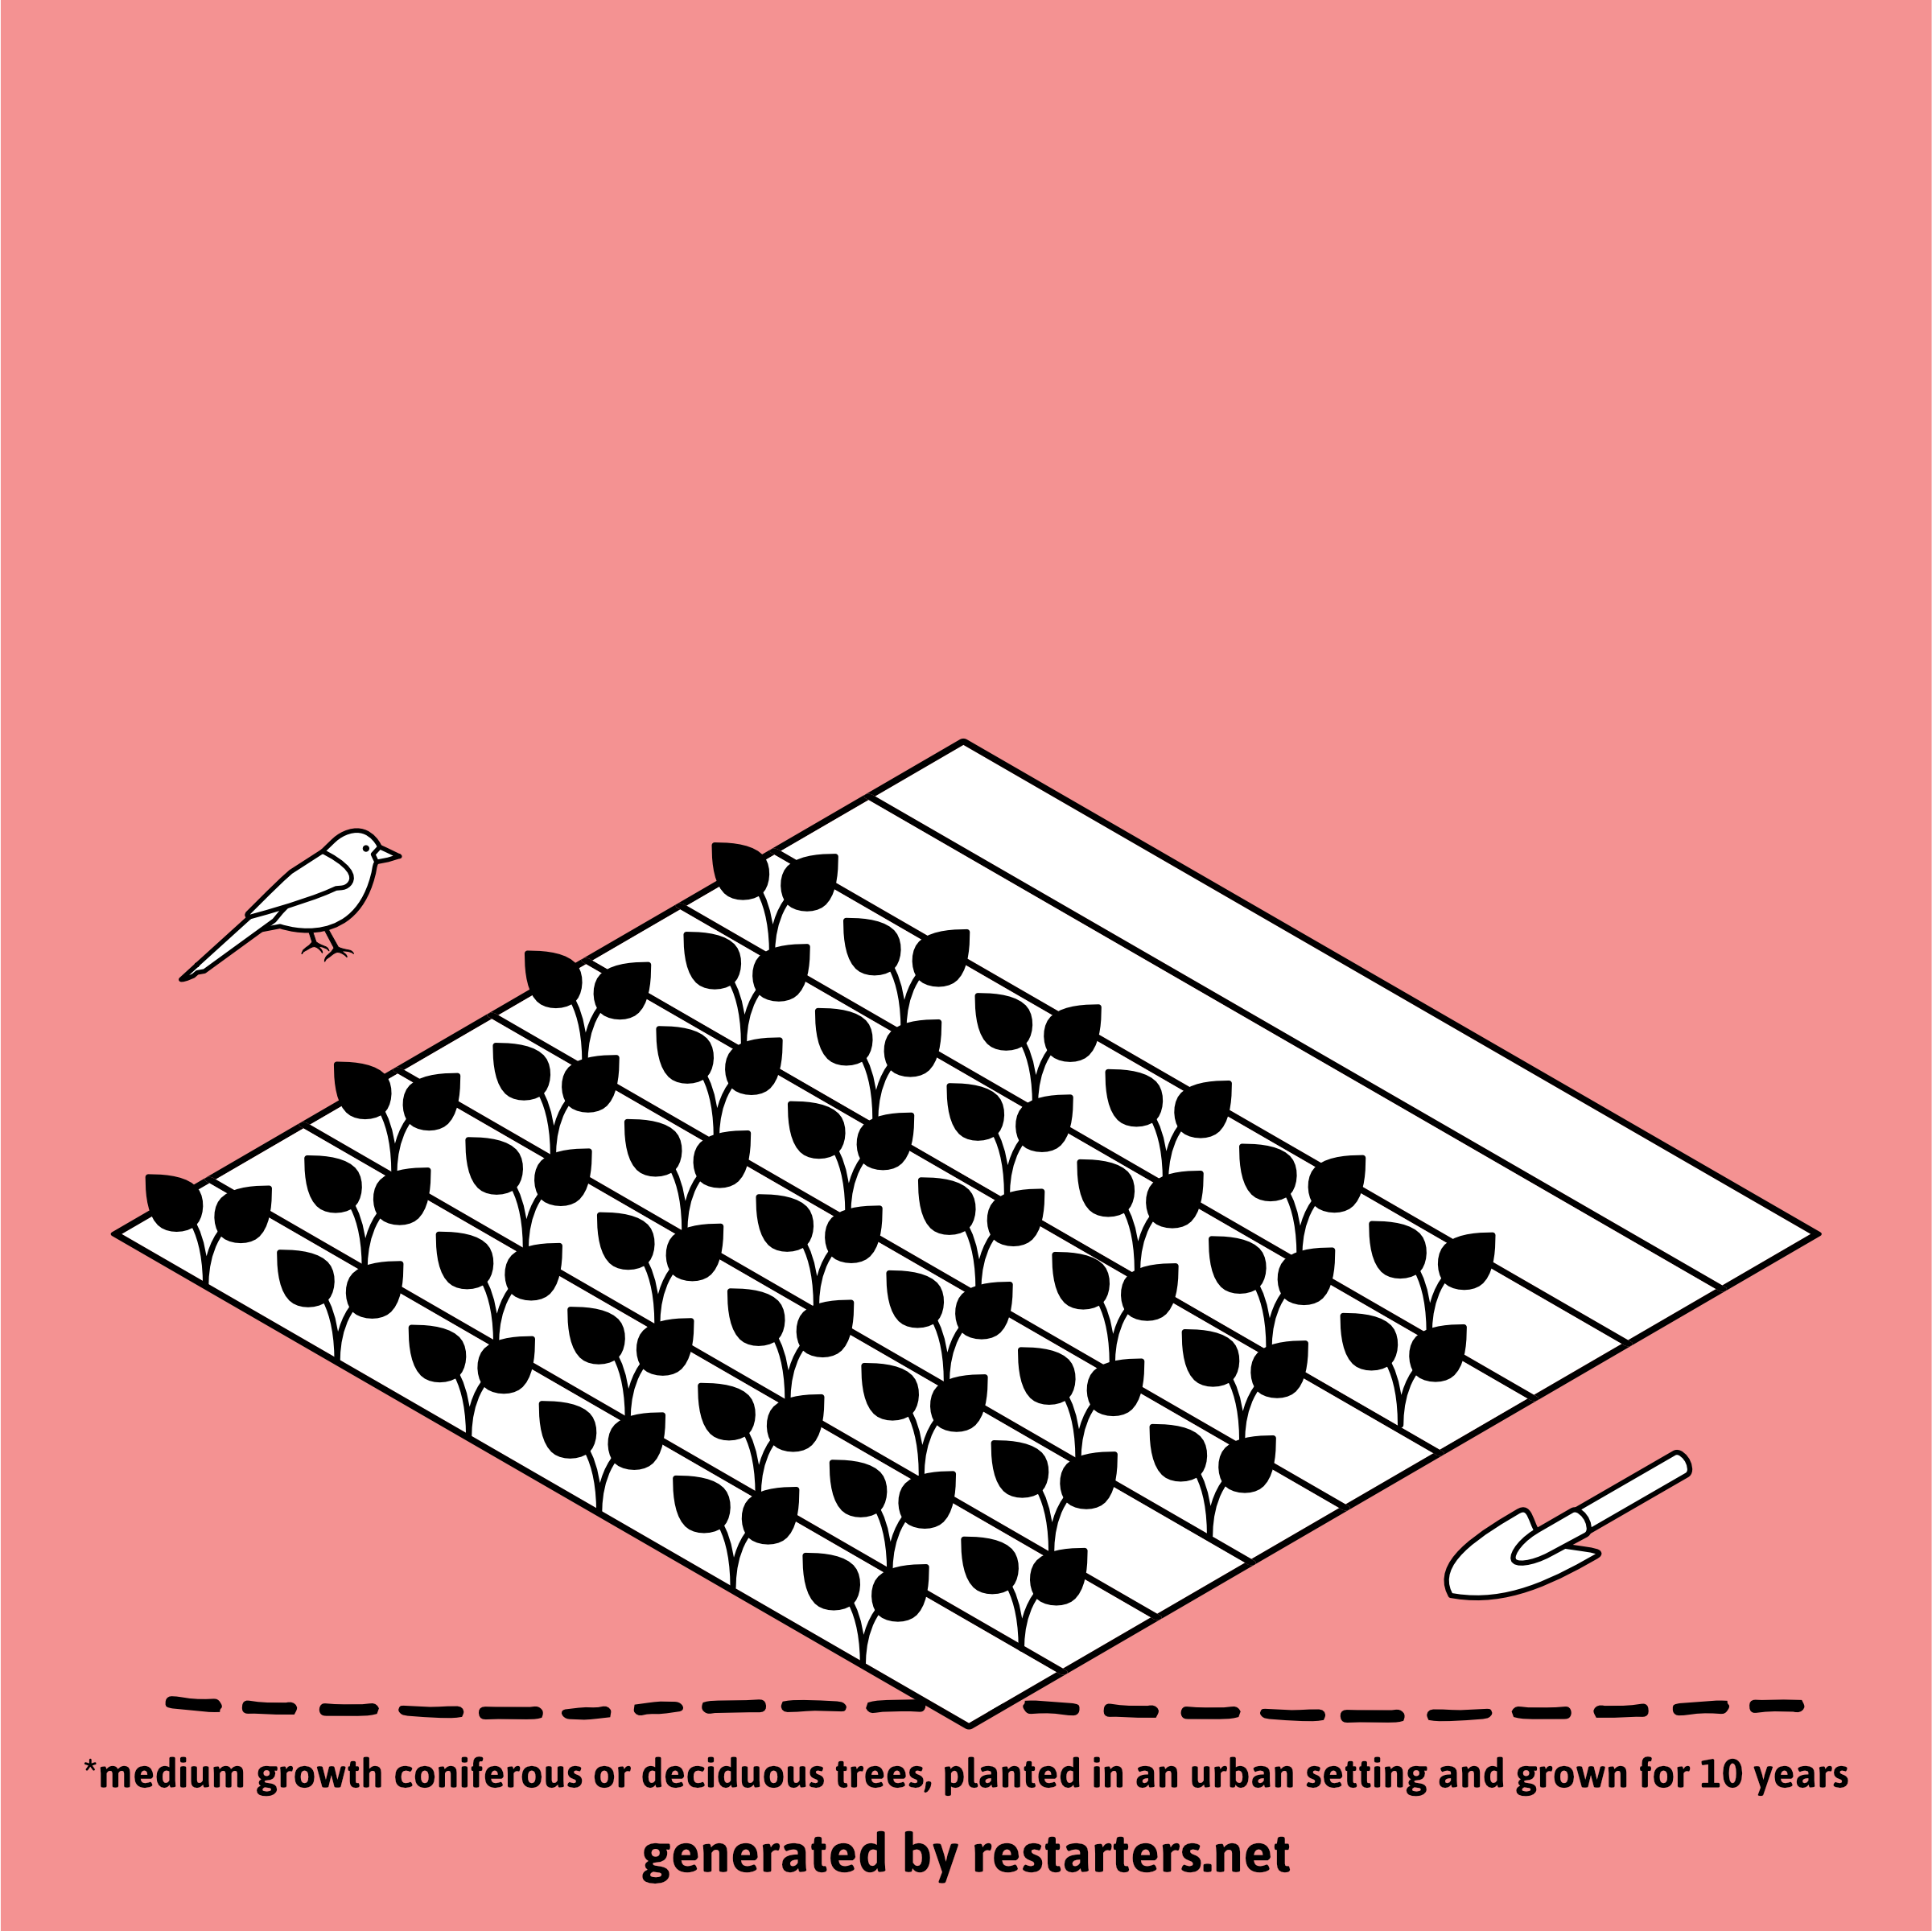 *medium growth coniferous or deciduous trees, planted in an urban setting and grown for 10 years
generated by restarters.net